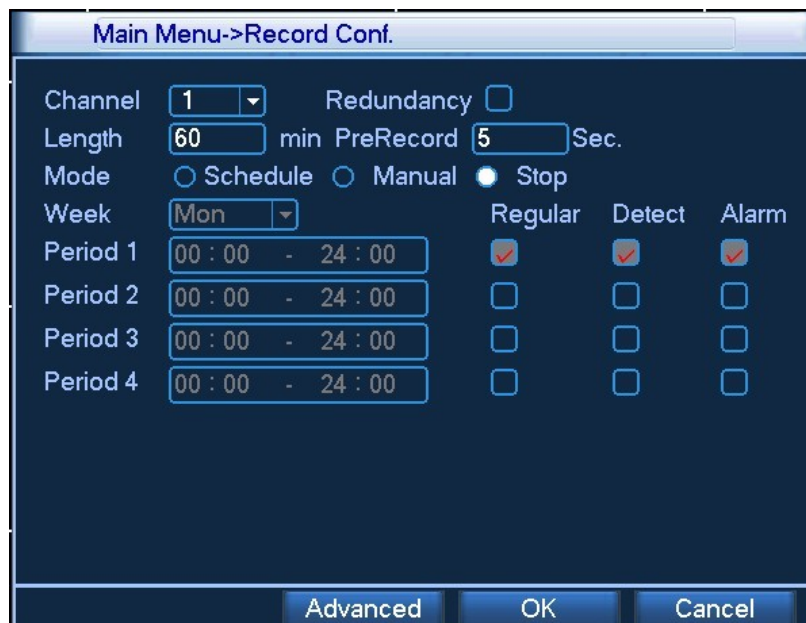 Main Menu->Record Conf.
Channel 1 Redundancy
Length 60 min PreRecord 5 Sec.
Mode Schedule Manual Stop
Week Mon Regular Detect Alarm
Period 1 00 : 00 - 24 : 00
Period 2 00 : 00 - 24 : 00
Period 3 00 : 00 - 24 : 00
Period 4 00 : 00 - 24 : 00
Advanced OK Cancel